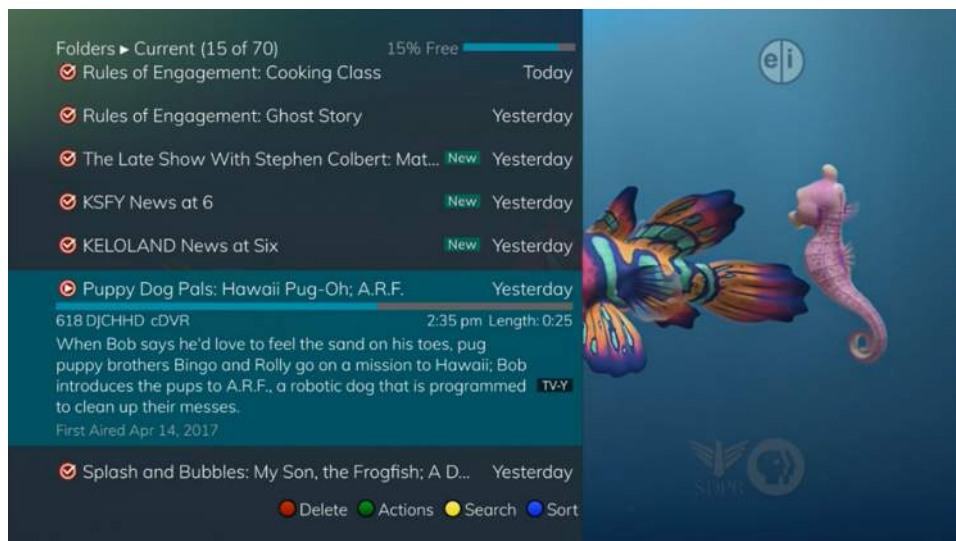 Folders ▸ Current (15 of 70) 15% Free
Rules of Engagement: Cooking Class Today
Rules of Engagement: Ghost Story Yesterday
The Late Show With Stephen Colbert: Mat... New Yesterday
KSFY News at 6 New Yesterday
KELOLAND News at Six New Yesterday
Puppy Dog Pals: Hawaii Pug-Oh; A.R.F. Yesterday
618 DJCHHD cDVR 2:35 pm Length: 0:25
When Bob says he'd love to feel the sand on his toes, pug
puppy brothers Bingo and Rolly go on a mission to Hawaii; Bob
introduces the pups to A.R.F., a robotic dog that is programmed TV-Y
to clean up their messes.
First Aired Apr 14, 2017
Splash and Bubbles: My Son, the Frogfish; A D... Yesterday
Delete Actions Search Sort
e/i
SDPB